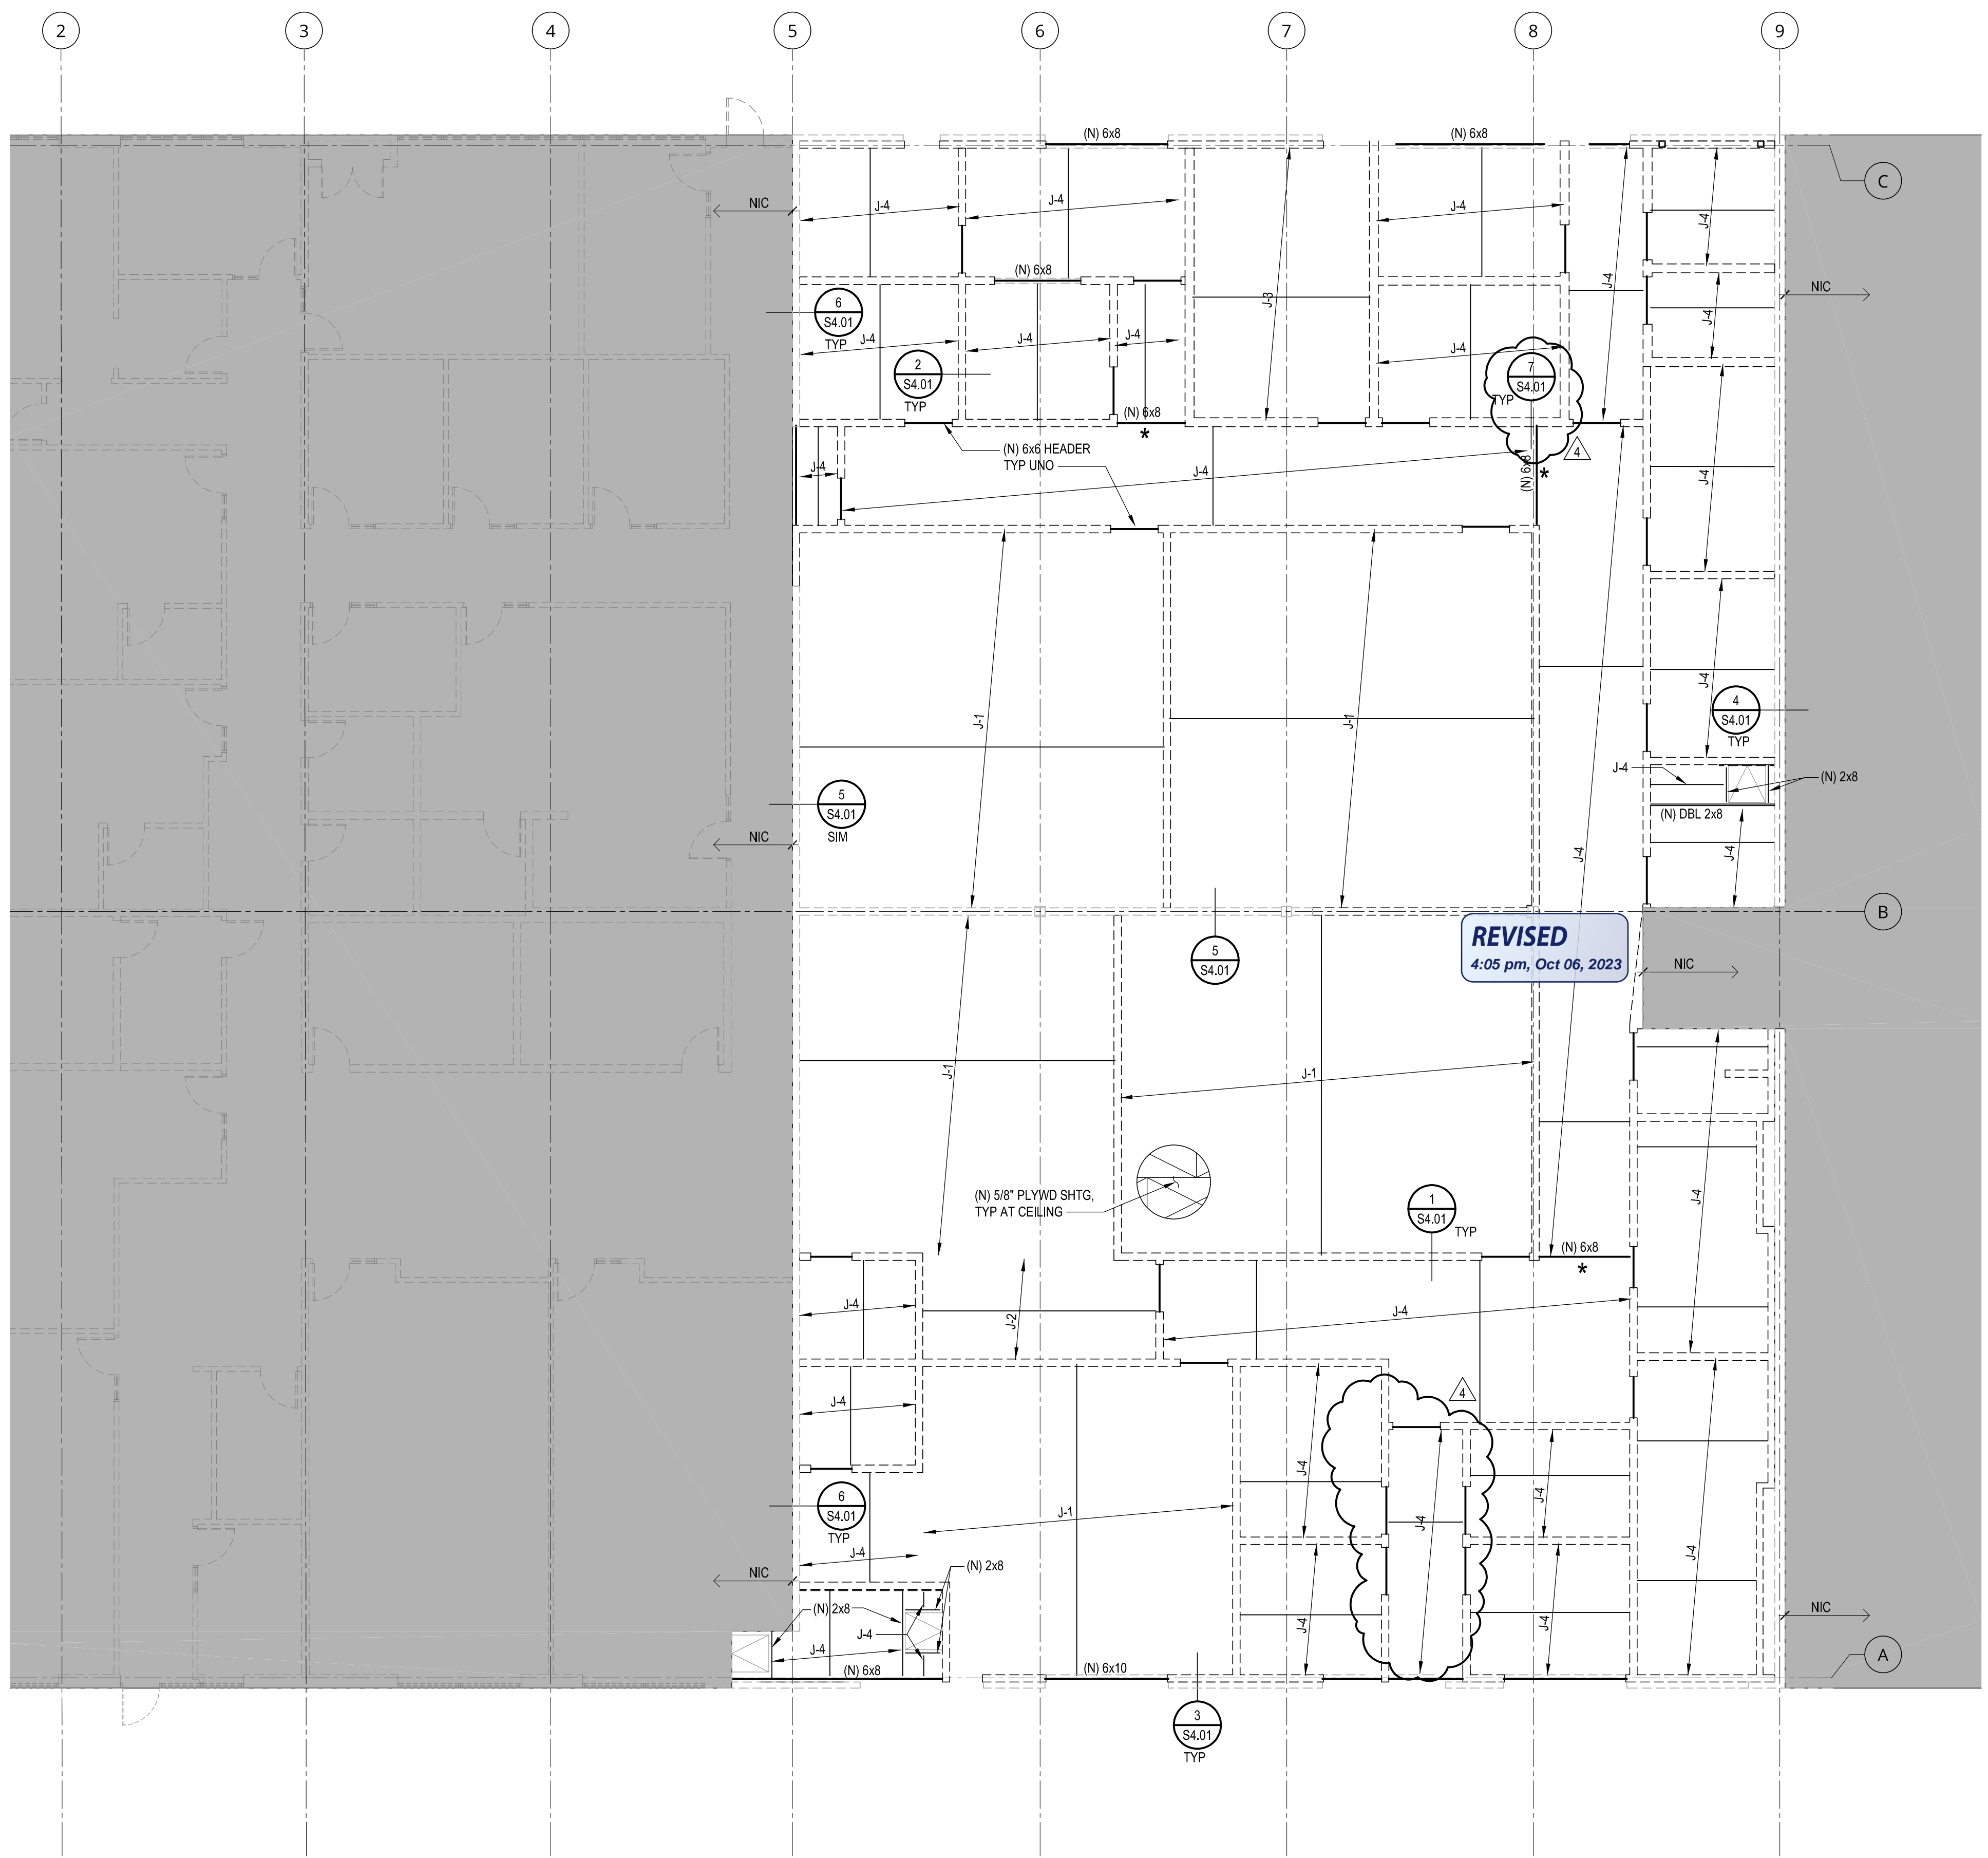 2 3 4 5 6 7 8 9
(N) 6x8 (N) 6x8
C
NIC J-4 J-4 J-4 J-4
J-4
(N) 6x8
J-3 J-4 NIC
6
S4.01
TYP
J-4 J-4 J-4 J-4 J-4
2
S4.01
TYP
7
S4.01
TYP
(N) 6x8
*
(N) 6x6 HEADER
TYP UNO
4
J-4 J-4
(N) 6x8
*
J-4
J-1 J-1 J-4
4
S4.01
TYP
J-4 (N) 2x8
(N) DBL 2x8
5
S4.01
SIM
NIC J-4 J-4
B
REVISED
4:05 pm, Oct 06, 2023
5
S4.01
NIC
J-1 J-1
(N) 5/8" PLYWD SHTG,
TYP AT CEILING
1
S4.01
TYP
J-4
(N) 6x8
*
J-4 J-2 J-4
4
J-4
J-4 J-4
6
S4.01
TYP
J-1 J-4 J-4
J-4 J-4
NIC (N) 2x8
(N) 2x8 NIC
J-4 J-4 J-4 J-4
(N) 6x8 (N) 6x10
A
3
S4.01
TYP